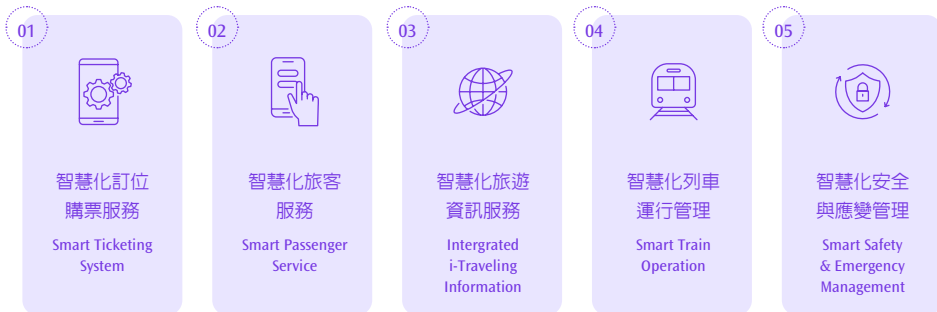 01
智慧化訂位
購票服務
Smart Ticketing
System
02
智慧化旅客
服務
Smart Passenger
Service
03
智慧化旅遊
資訊服務
Intergrated
i-Traveling
Information
04
智慧化列車
運行管理
Smart Train
Operation
05
智慧化安全
與應變管理
Smart Safety
& Emergency
Management